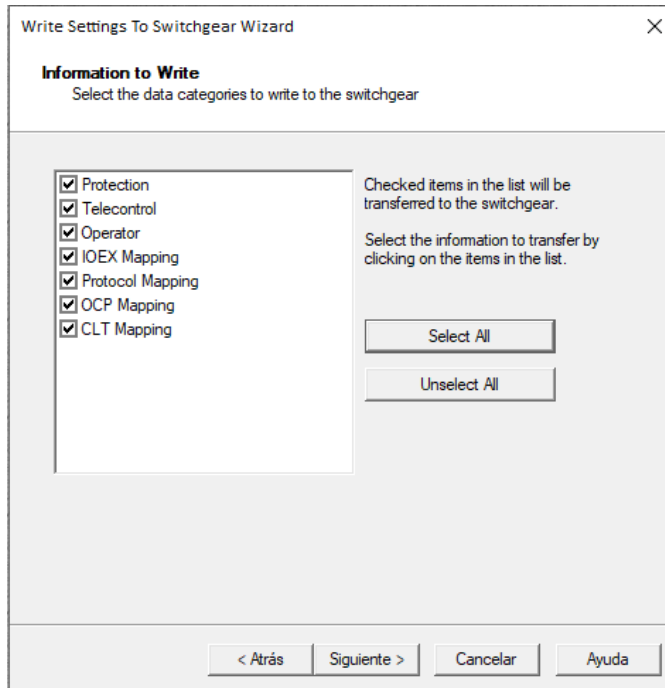 Write Settings To Switchgear Wizard
Information to Write
Select the data categories to write to the switchgear
Protection
Telecontrol
Operator
IOEX Mapping
Protocol Mapping
OCP Mapping
CLT Mapping
Checked items in the list will be
transferred to the switchgear.
Select the information to transfer by
clicking on the items in the list.
Select All
Unselect All
< Atrás
Siguiente >
Cancelar
Ayuda